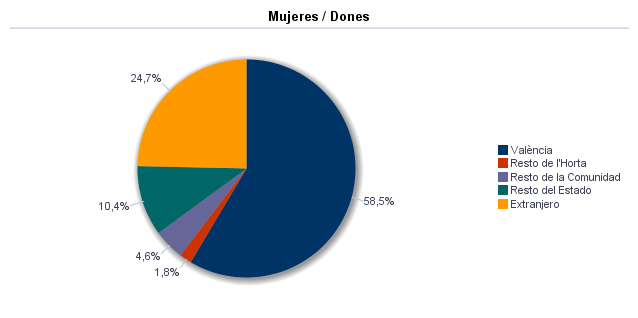 Mujeres / Dones
24,7%
10,4%
4,6%
1,8%
58,5%
València
Resto de l'Horta
Resto de la Comunidad
Resto del Estado
Extranjero